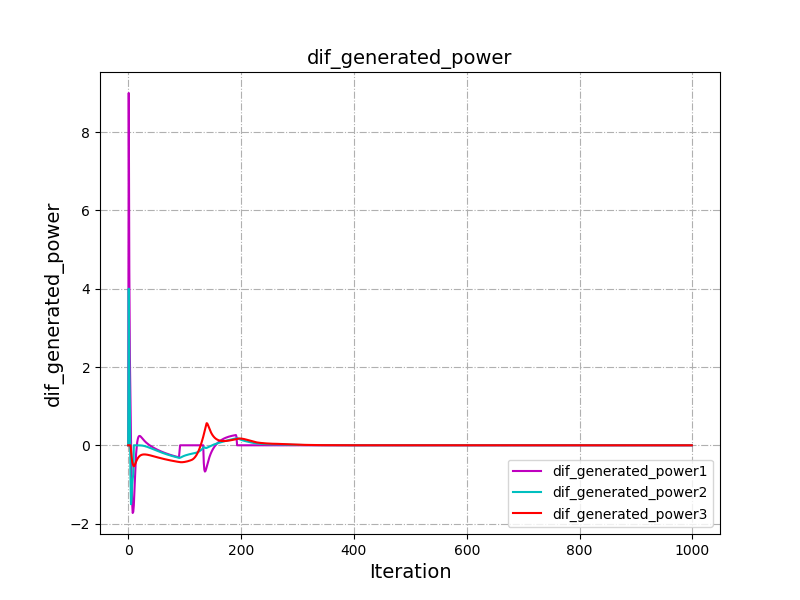 dif_generated_power
dif_generated_power
8
6
4
2
0
−2
0
200
400
600
800
1000
Iteration
dif_generated_power1
dif_generated_power2
dif_generated_power3